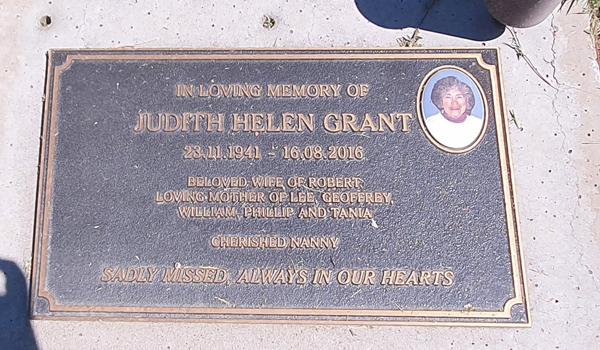 IN LOVING MEMORY OF
JUDITH HELEN GRANT
23.11.1941 - 16.08.2016
BELOVED WIFE OF ROBERT,
LOVING MOTHER OF LEE, GEOFFREY,
WILLIAM, PHILLIP AND TANIA
CHERISHED NANNY
SADLY MISSED, ALWAYS IN OUR HEARTS